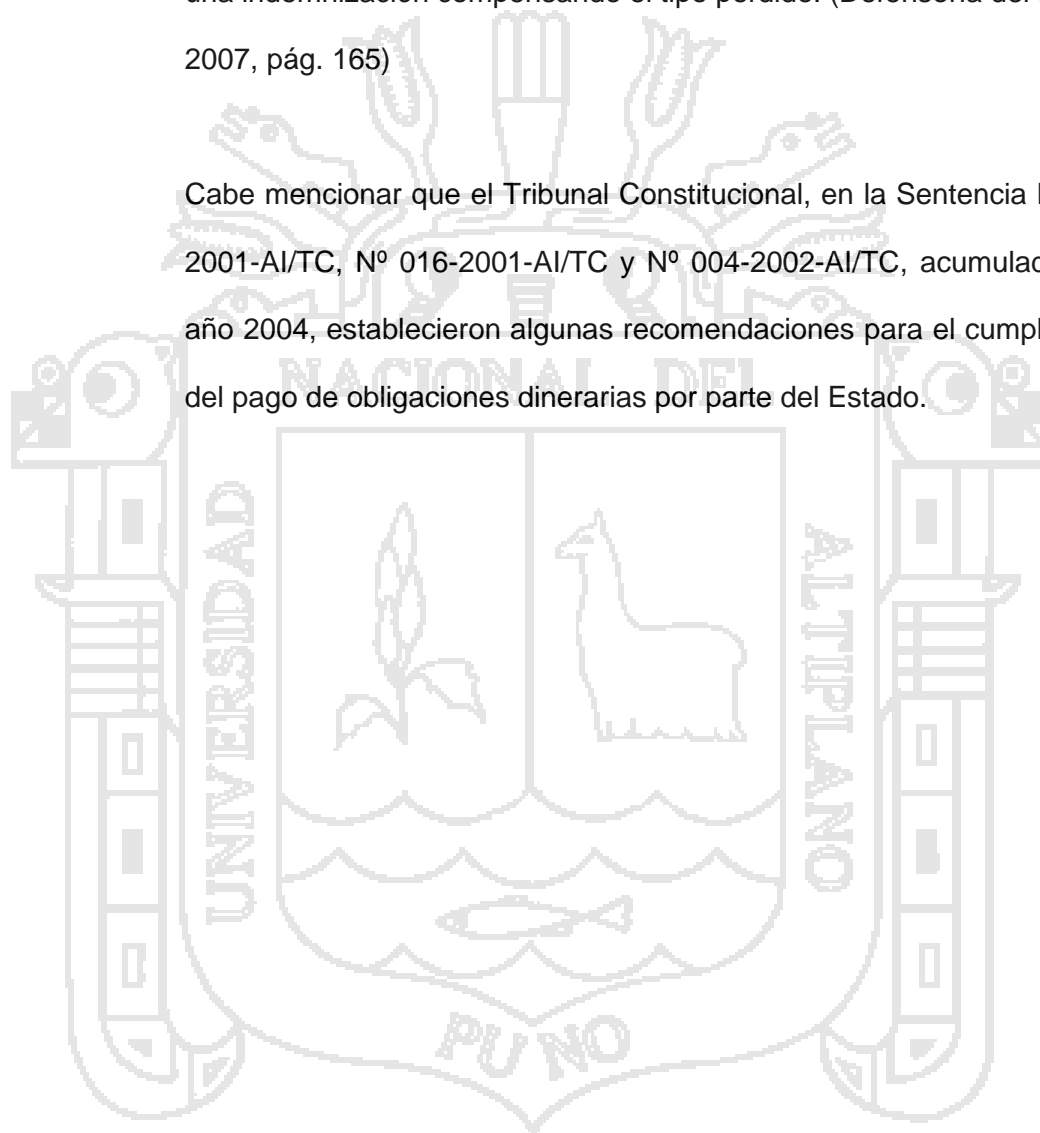 una indemnización compensando el tipo perdido. (Defensoría del
2007, pág. 165)
Cabe mencionar que el Tribunal Constitucional, en la Sentencia
2001-AI/TC, Nº 016-2001-AI/TC y Nº 004-2002-AI/TC, acumulad
año 2004, establecieron algunas recomendaciones para el cumpl
del pago de obligaciones dinerarias por parte del Estado.
NACIONAL DEL
UNIVERSIDAD
ALTIPLANO
PUNO